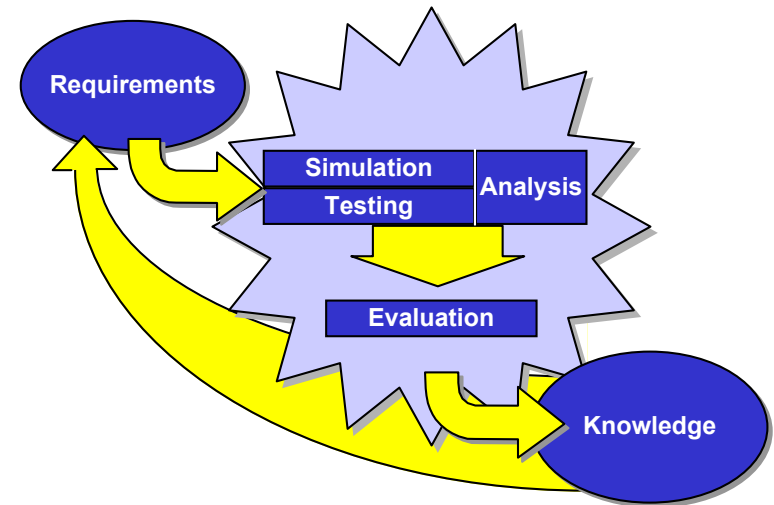 Requirements
Simulation
Analysis
Testing
Evaluation
Knowledge